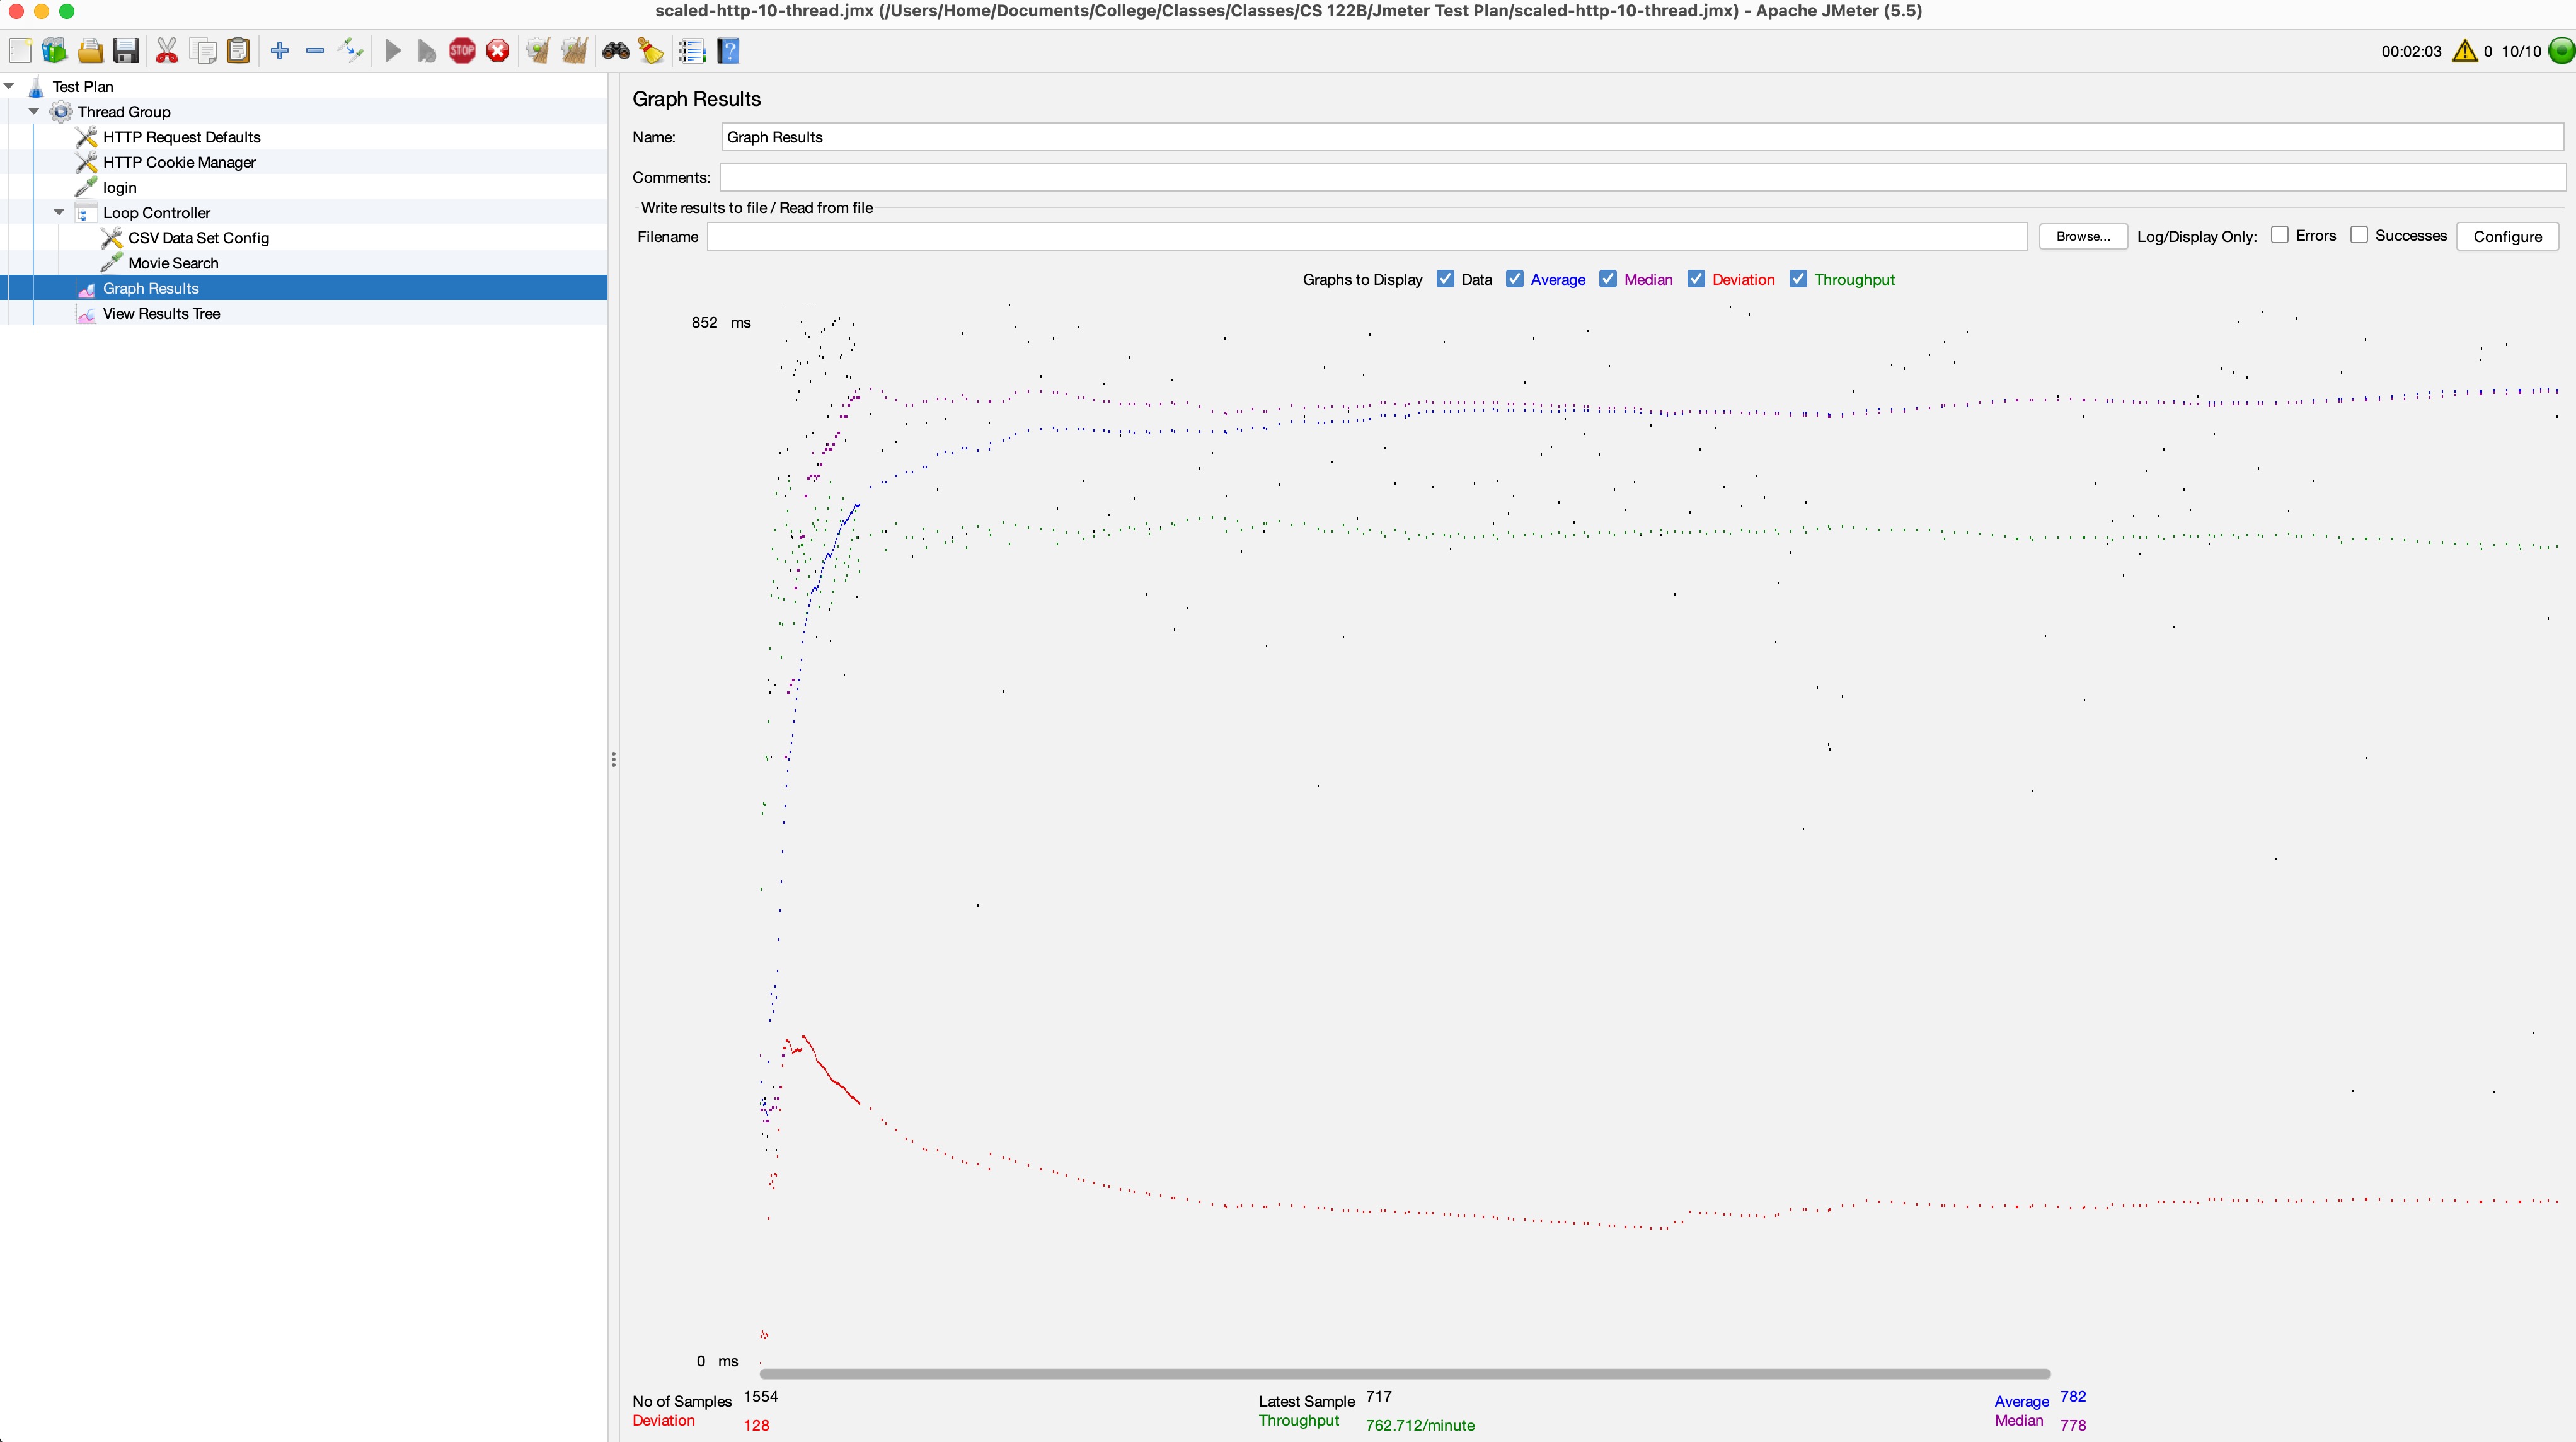 scaled-http-10-thread.jmx (/Users/Home/Documents/College/Classes/Classes/CS 122B/Jmeter Test Plan/scaled-http-10-thread.jmx) - Apache JMeter (5.5)
STOP
00:02:03 0 10/10
Test Plan
Thread Group
HTTP Request Defaults
HTTP Cookie Manager
login
Loop Controller
CSV Data Set Config
Movie Search
Graph Results
View Results Tree
Graph Results
Name: Graph Results
Comments:
Write results to file / Read from file
Filename Browse... Log/Display Only: Errors Successes Configure
Graphs to Display Data Average Median Deviation Throughput
852 ms
0 ms
No of Samples 1554 Latest Sample 717 Average 782
Deviation 128 Throughput 762.712/minute Median 778